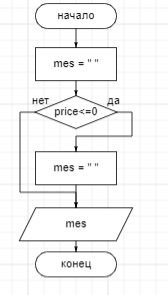 начало
mes = " "
нет да
price<=0
mes = " "
mes
конец